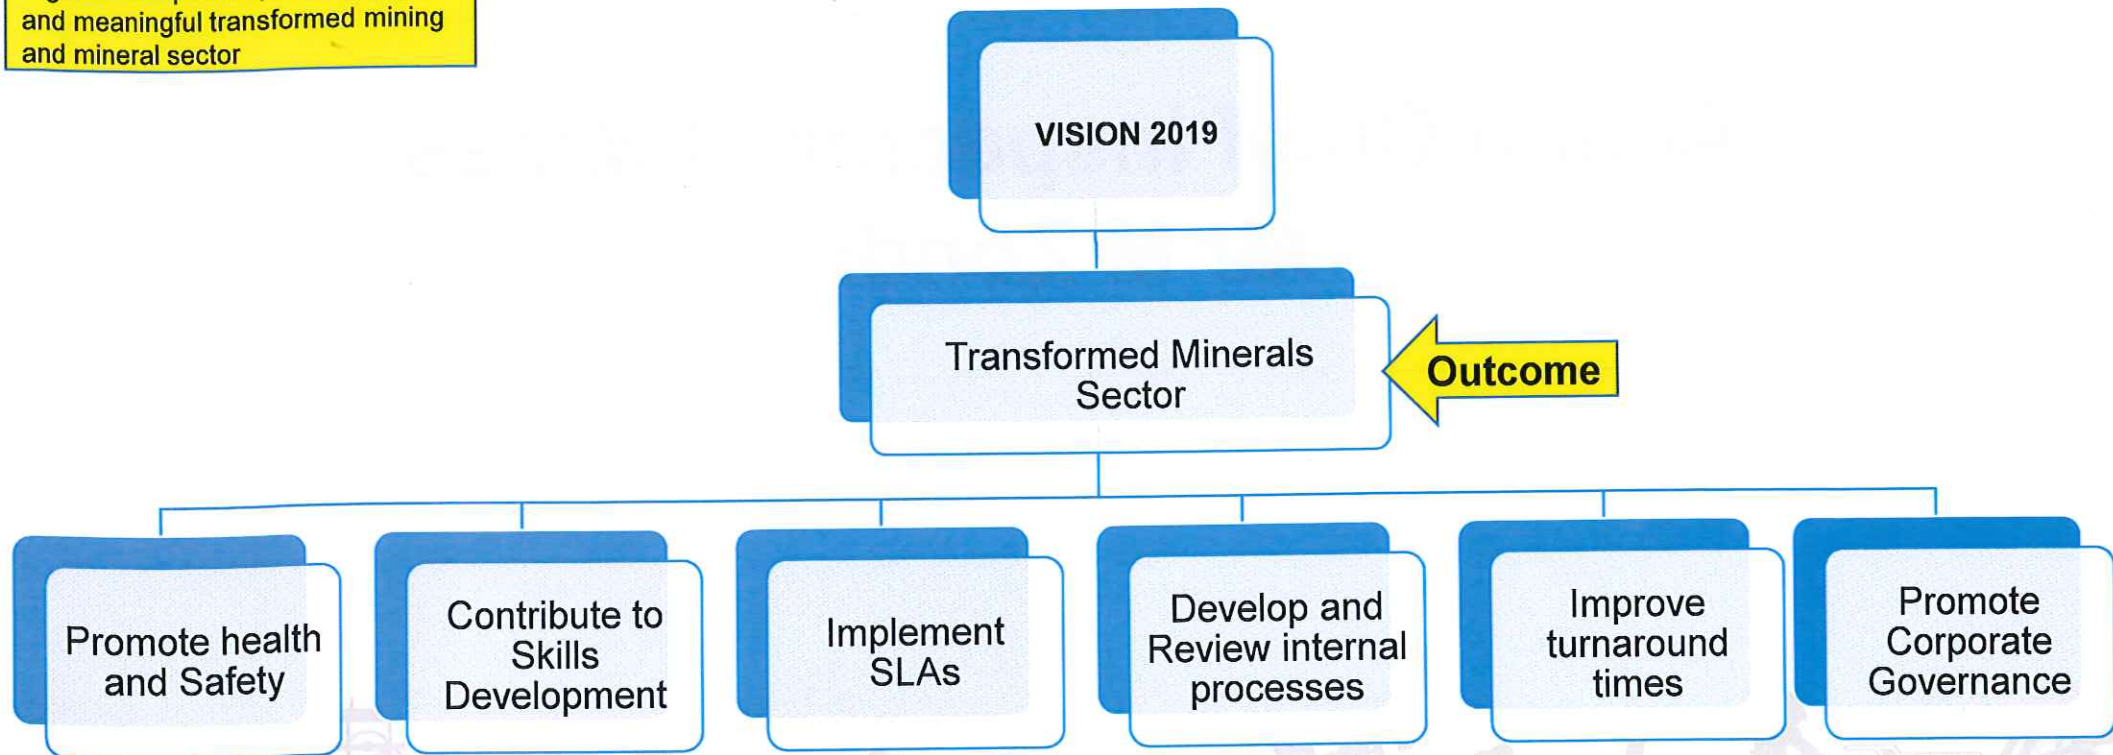 and meaningful transformed mining
and mineral sector
VISION 2019
Transformed Minerals
Sector
Outcome
Promote health
and Safety
Contribute to
Skills
Development
Implement
SLAs
Develop and
Review internal
processes
Improve
turnaround
times
Promote
Corporate
Governance